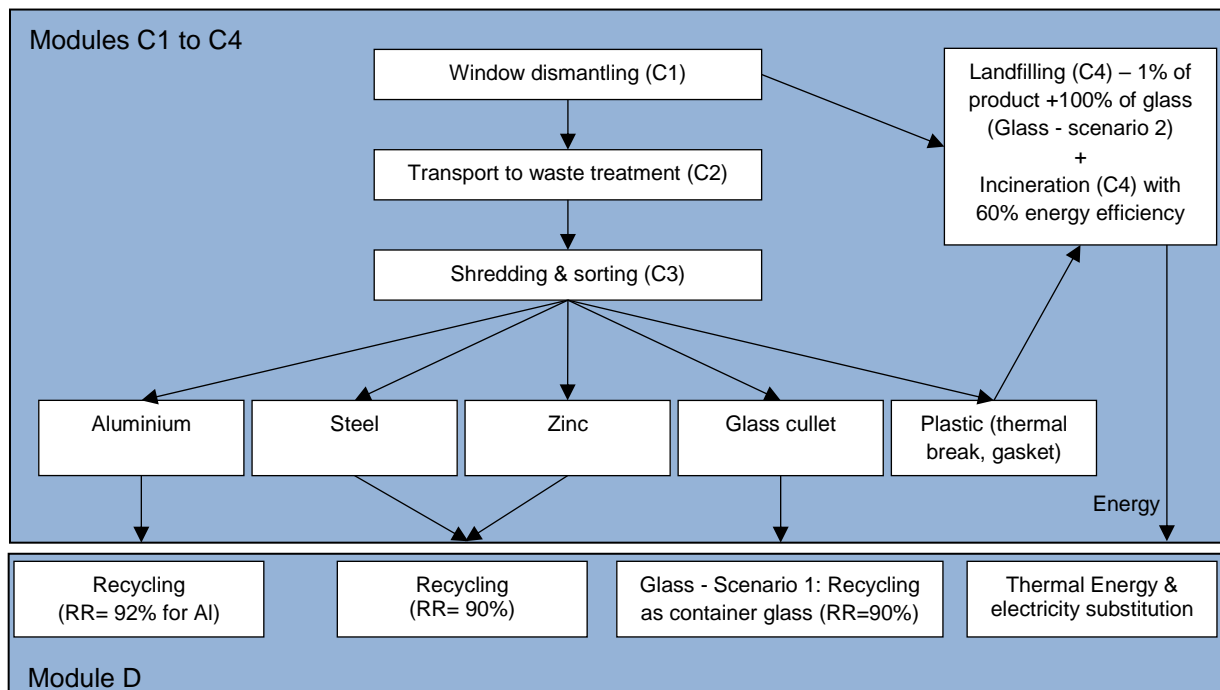 Modules C1 to C4
Window dismantling (C1)
Transport to waste treatment (C2)
Shredding & sorting (C3)
Landfilling (C4) – 1% of
product +100% of glass
(Glass - scenario 2)
+
Incineration (C4) with
60% energy efficiency
Aluminium
Steel
Zinc
Glass cullet
Plastic (thermal
break, gasket)
Energy
Recycling
(RR= 92% for Al)
Recycling
(RR= 90%)
Glass - Scenario 1: Recycling
as container glass (RR=90%)
Thermal Energy &
electricity substitution
Module D